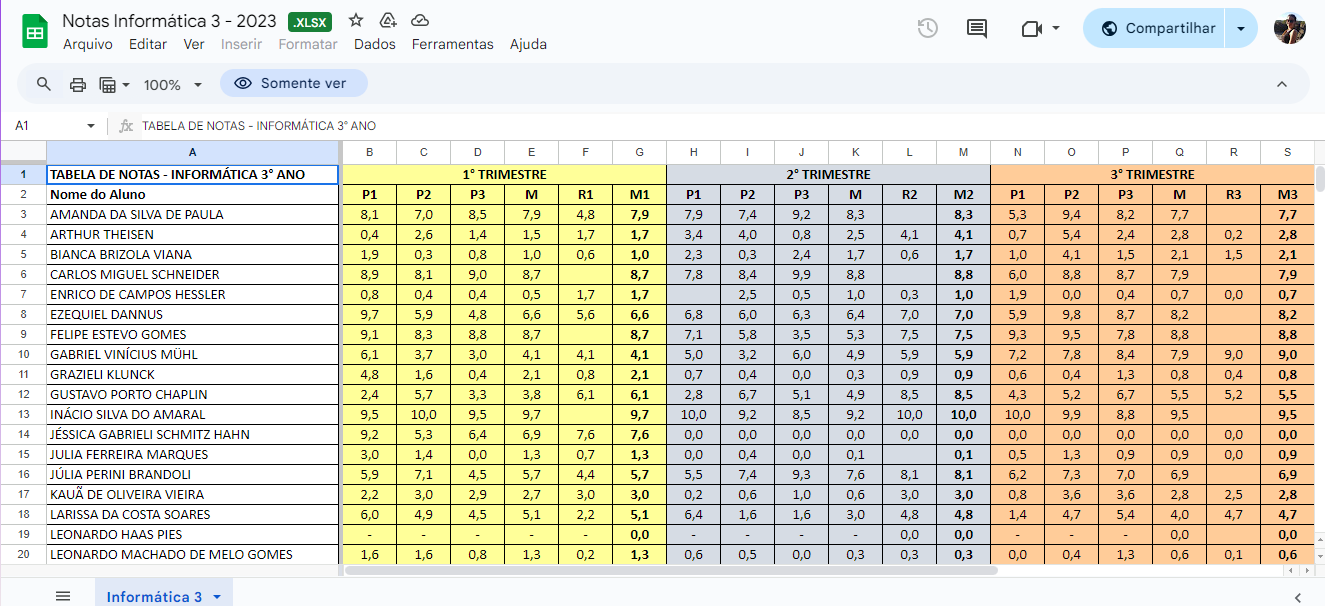 Notas Informática 3 - 2023 .XLSX
Arquivo Editar Ver Inserir Formatar Dados Ferramentas Ajuda
Compartilhar
100% Somente ver
A1 fx TABELA DE NOTAS - INFORMÁTICA 3° ANO
A B C D E F G H I J K L M N O P Q R S
1 TABELA DE NOTAS - INFORMÁTICA 3° ANO 1° TRIMESTRE 2° TRIMESTRE 3° TRIMESTRE
2 Nome do Aluno P1 P2 P3 M R1 M1 P1 P2 P3 M R2 M2 P1 P2 P3 M R3 M3
3 AMANDA DA SILVA DE PAULA 8,1 7,0 8,5 7,9 4,8 7,9 7,9 7,4 9,2 8,3 8,3 5,3 9,4 8,2 7,7 7,7
4 ARTHUR THEISEN 0,4 2,6 1,4 1,5 1,7 1,7 3,4 4,0 0,8 2,5 4,1 4,1 0,7 5,4 2,4 2,8 0,2 2,8
5 BIANCA BRIZOLA VIANA 1,9 0,3 0,8 1,0 0,6 1,0 2,3 0,3 2,4 1,7 0,6 1,7 1,0 4,1 1,5 2,1 1,5 2,1
6 CARLOS MIGUEL SCHNEIDER 8,9 8,1 9,0 8,7 8,7 7,8 8,4 9,9 8,8 8,8 6,0 8,8 8,7 7,9 7,9
7 ENRICO DE CAMPOS HESSLER 0,8 0,4 0,4 0,5 1,7 1,7 2,5 0,5 1,0 0,3 1,0 1,9 0,0 0,4 0,7 0,0 0,7
8 EZEQUIEL DANNUS 9,7 5,9 4,8 6,6 5,6 6,6 6,8 6,0 6,3 6,4 7,0 7,0 5,9 9,8 8,7 8,2 8,2
9 FELIPE ESTEVO GOMES 9,1 8,3 8,8 8,7 8,7 7,1 5,8 3,5 5,3 7,5 7,5 9,3 9,5 7,8 8,8 8,8
10 GABRIEL VINÍCIUS MÜHL 6,1 3,7 3,0 4,1 4,1 4,1 5,0 3,2 6,0 4,9 5,9 5,9 7,2 7,8 8,4 7,9 9,0 9,0
11 GRAZIELI KLUNCK 4,8 1,6 0,4 2,1 0,8 2,1 0,7 0,4 0,0 0,3 0,9 0,9 0,6 0,4 1,3 0,8 0,4 0,8
12 GUSTAVO PORTO CHAPLIN 2,4 5,7 3,3 3,8 6,1 6,1 2,8 6,7 5,1 4,9 8,5 8,5 4,3 5,2 6,7 5,5 5,2 5,5
13 INÁCIO SILVA DO AMARAL 9,5 10,0 9,5 9,7 9,7 10,0 9,2 8,5 9,2 10,0 10,0 10,0 9,9 8,8 9,5 9,5
14 JÉSSICA GABRIELI SCHMITZ HAHN 9,2 5,3 6,4 6,9 7,6 7,6 0,0 0,0 0,0 0,0 0,0 0,0 0,0 0,0 0,0 0,0 0,0 0,0
15 JULIA FERREIRA MARQUES 3,0 1,4 0,0 1,3 0,7 1,3 0,0 0,4 0,0 0,1 0,1 0,5 1,3 0,9 0,9 0,0 0,9
16 JÚLIA PERINI BRANDOLI 5,9 7,1 4,5 5,7 4,4 5,7 5,5 7,4 9,3 7,6 8,1 8,1 6,2 7,3 7,0 6,9 6,9
17 KAUÃ DE OLIVEIRA VIEIRA 2,2 3,0 2,9 2,7 3,0 3,0 0,2 0,6 1,0 0,6 3,0 3,0 0,8 3,6 3,6 2,8 2,5 2,8
18 LARISSA DA COSTA SOARES 6,0 4,9 4,5 5,1 2,2 5,1 6,4 1,6 1,6 3,0 4,8 4,8 1,4 4,7 5,4 4,0 4,7 4,7
19 LEONARDO HAAS PIES - - - - - 0,0 - - - - 0,0 0,0 - - - 0,0 0,0
20 LEONARDO MACHADO DE MELO GOMES 1,6 1,6 0,8 1,3 0,2 1,3 0,6 0,5 0,0 0,3 0,3 0,3 0,0 0,4 1,3 0,6 0,1 0,6
Informática 3